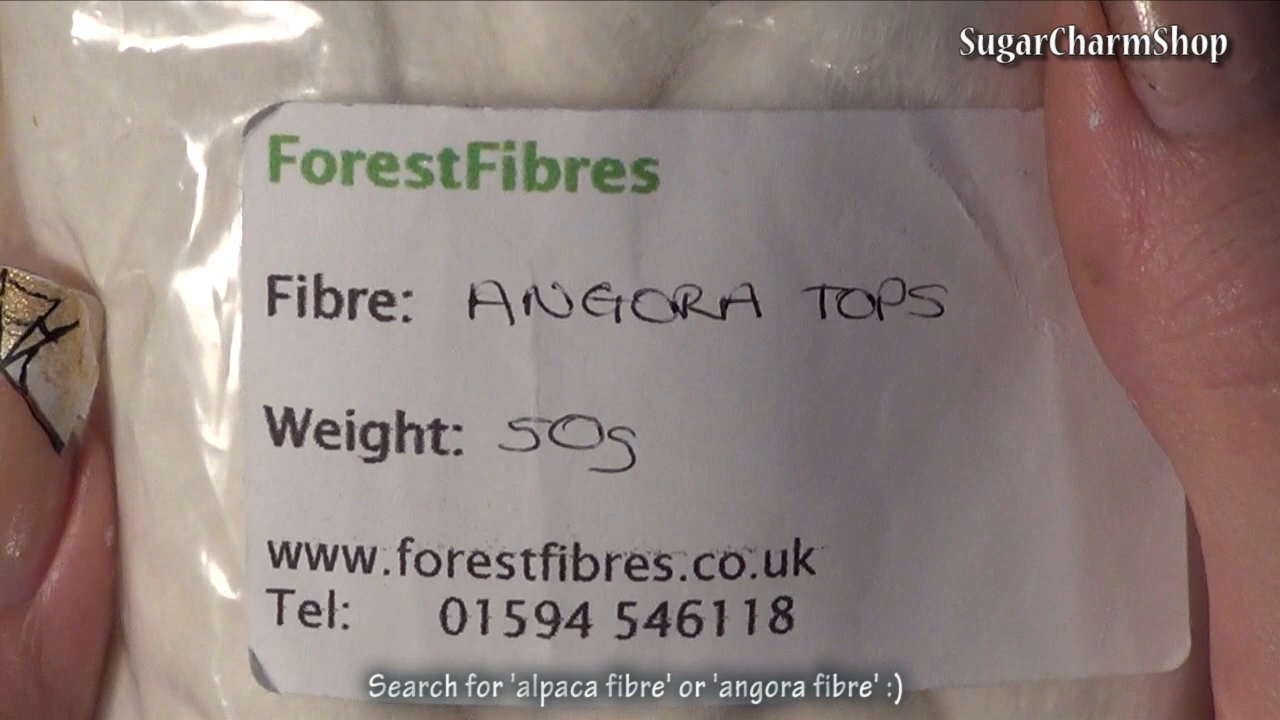 SugarCharmShop
ForestFibres
Fibre: ANGORA TOPS
Weight: 50g
www.forestfibres.co.uk
Tel: 01594 546118
Search for 'alpaca fibre' or 'angora fibre' :)